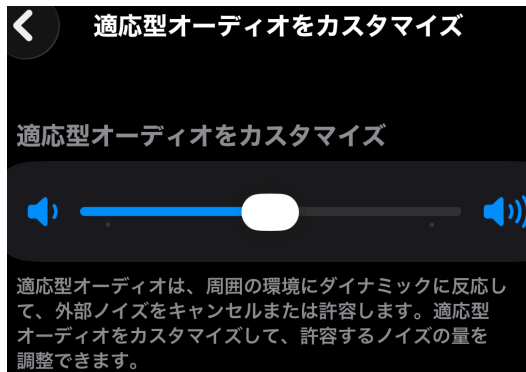 適応型オーディオをカスタマイズ
適応型オーディオをカスタマイズ
適応型オーディオは、周囲の環境にダイナミックに反応し
て、外部ノイズをキャンセルまたは許容します。適応型
オーディオをカスタマイズして、許容するノイズの量を
調整できます。